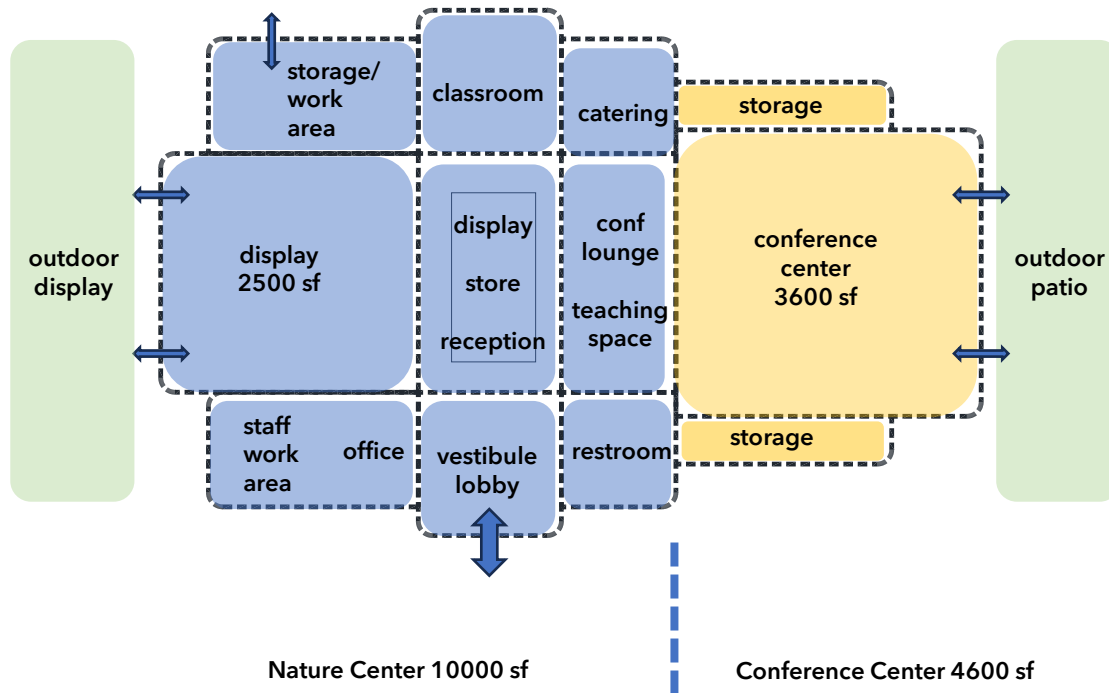 storage/
work
area
classroom
catering
storage
outdoor
display
display
2500 sf
display
store
reception
conf
lounge
teaching
space
conference
center
3600 sf
outdoor
patio
staff
work
area
office
vestibule
lobby
restroom
storage
Nature Center 10000 sf
Conference Center 4600 sf